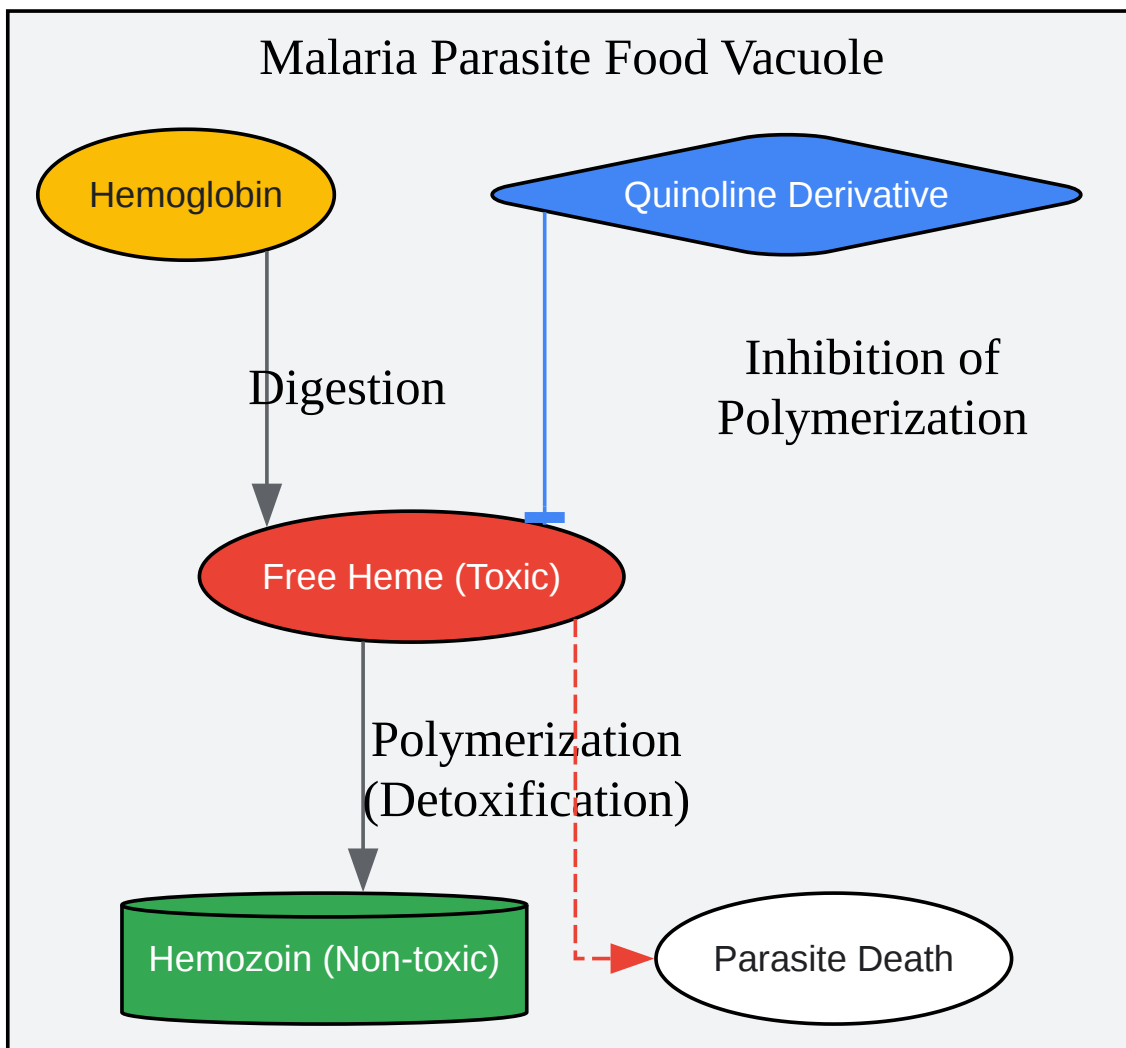 Malaria Parasite Food Vacuole
Hemoglobin
Quinoline Derivative
Digestion
Inhibition of
Polymerization
Free Heme (Toxic)
Polymerization
(Detoxification)
Hemozoin (Non-toxic)
Parasite Death